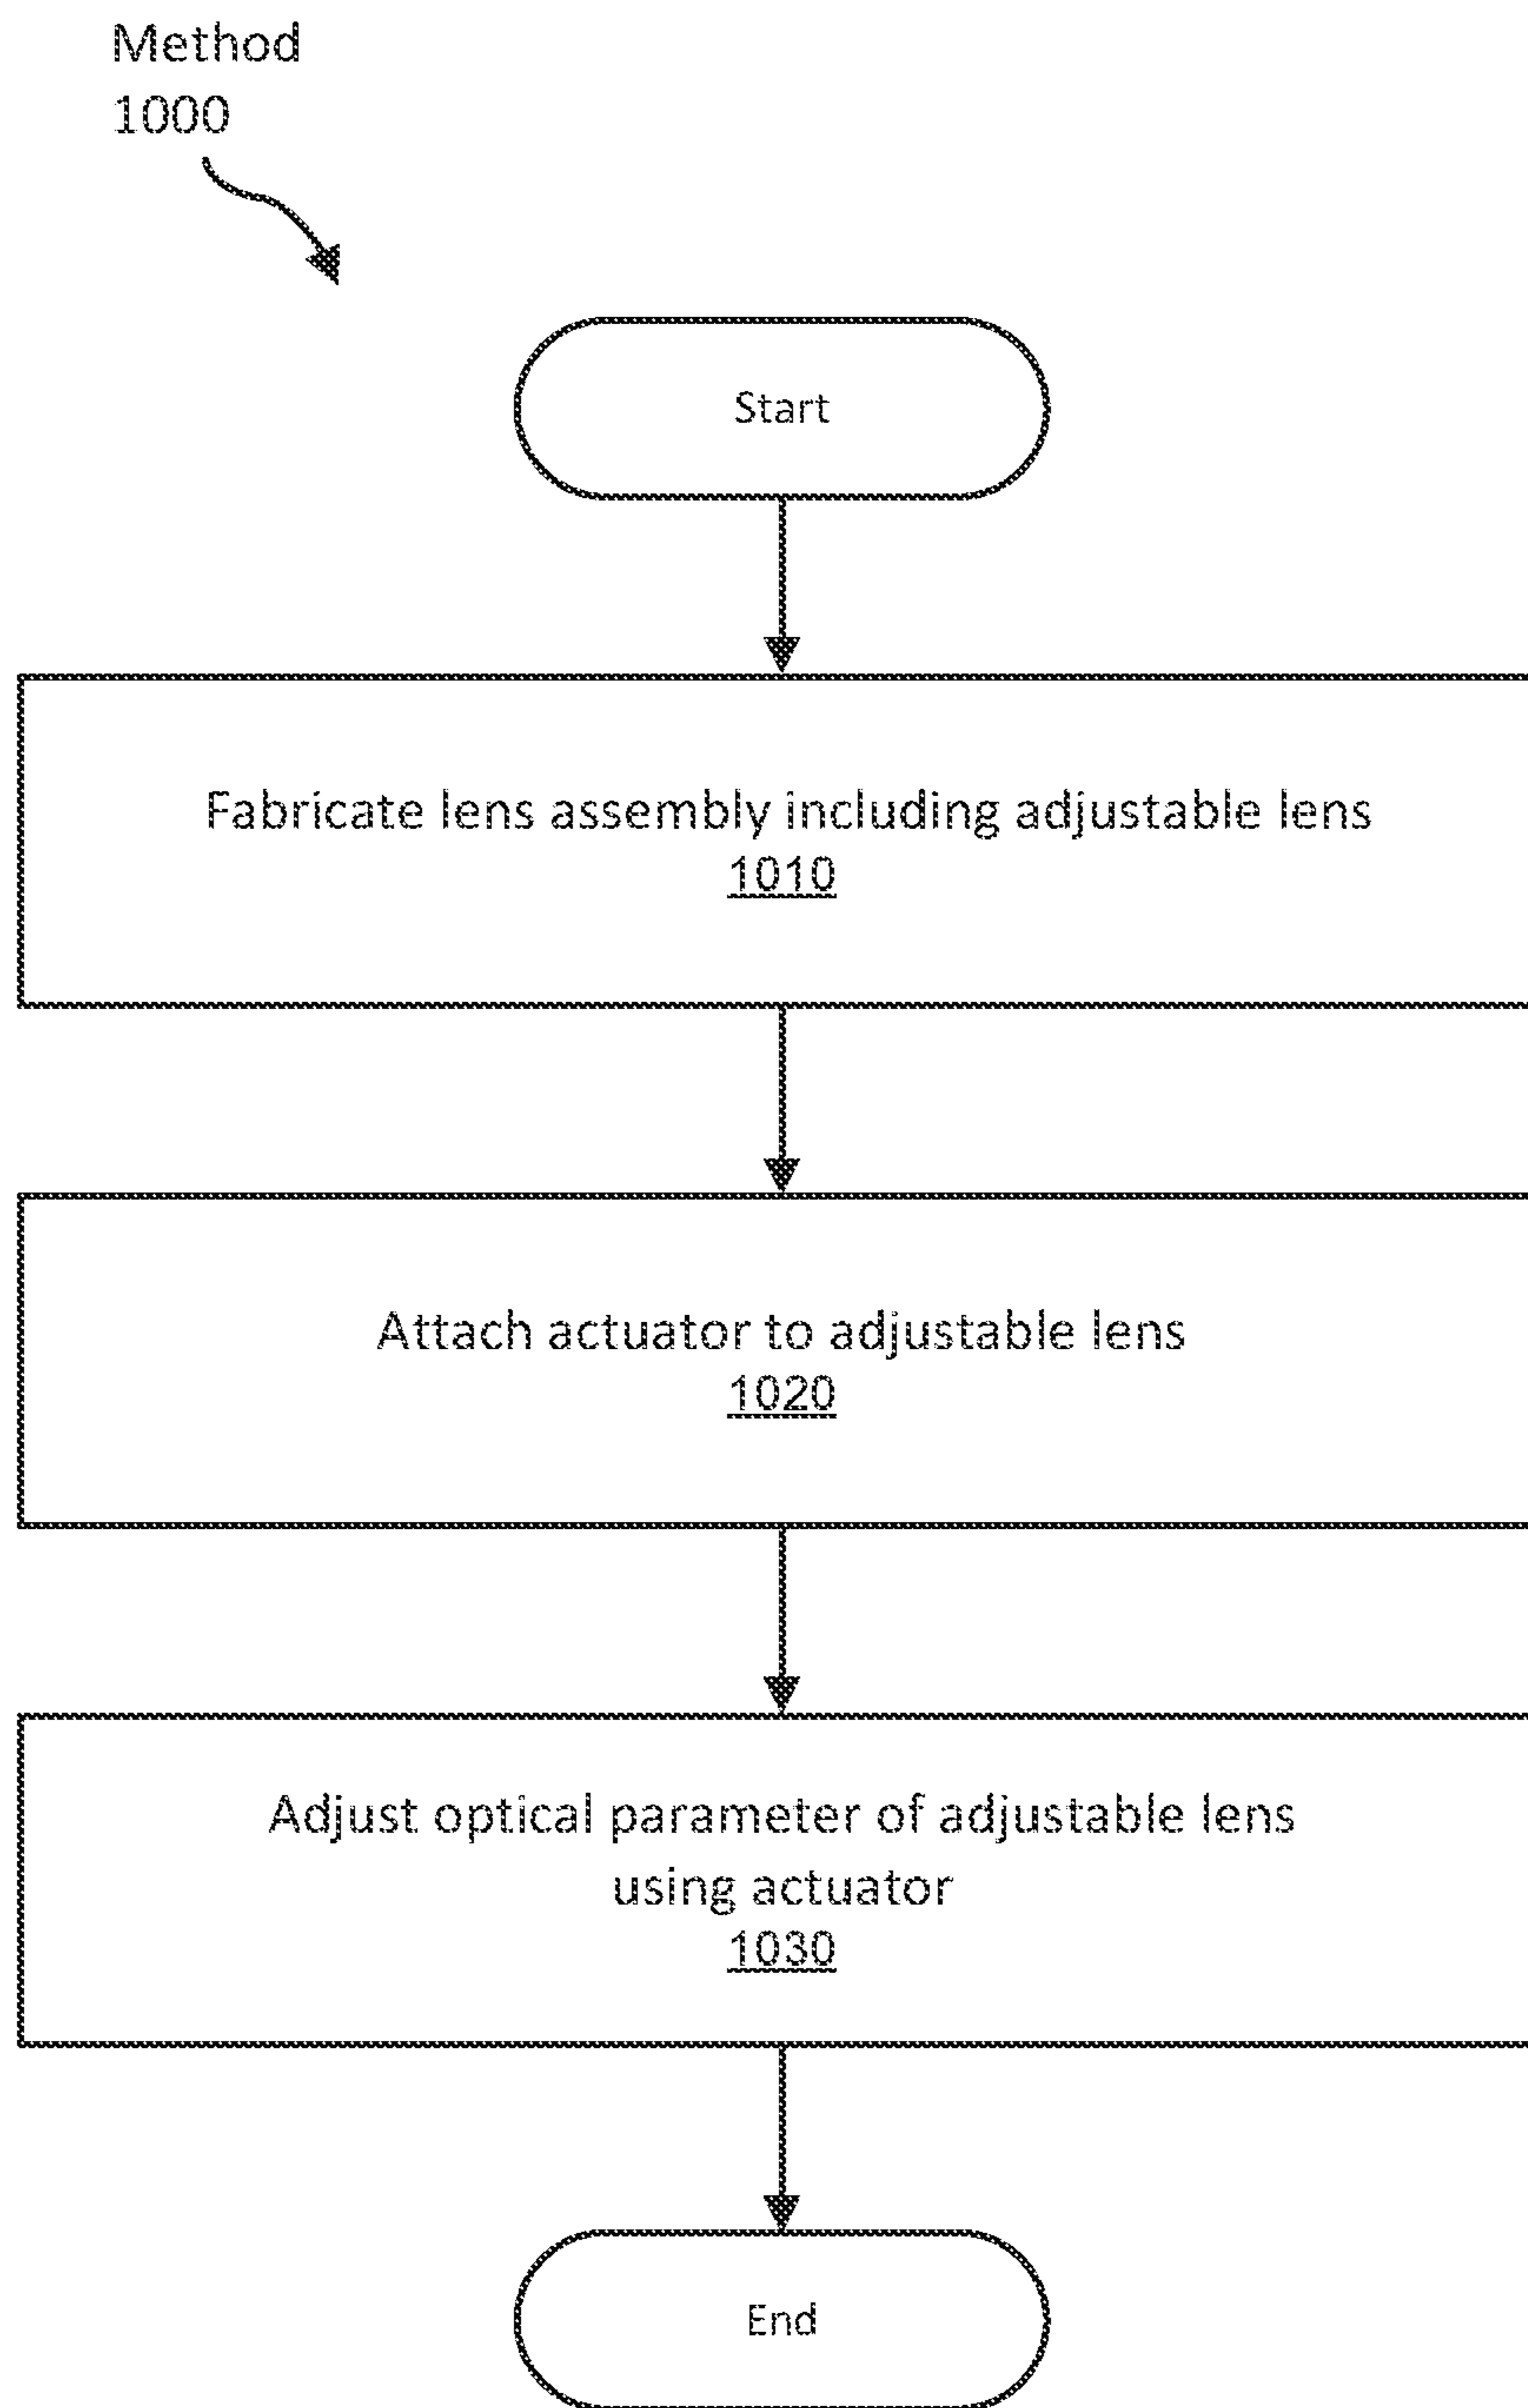 Method
1000
Start
Fabricate lens assembly including adjustable lens
1010
Attach actuator to adjustable lens
1020
Adjust optical parameter of adjustable lens
using actuator
1030
End